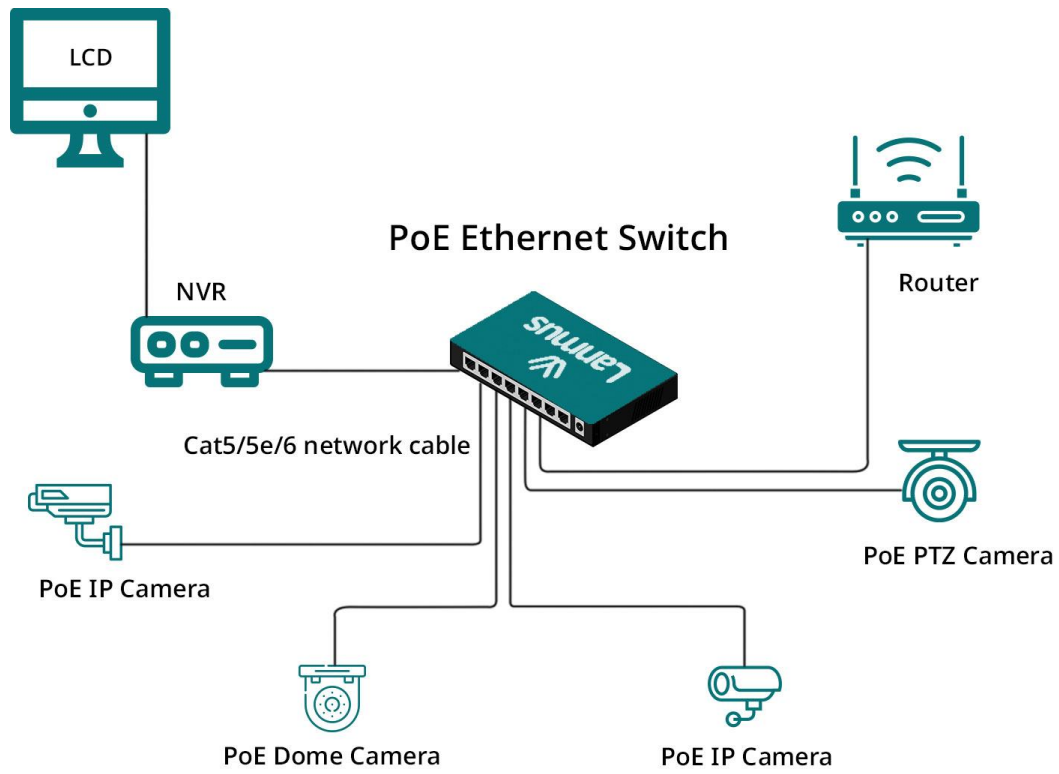 LCD
PoE Ethernet Switch
Router
NVR
Lanmus
Cat5/5e/6 network cable
PoE PTZ Camera
PoE IP Camera
PoE Dome Camera
PoE IP Camera